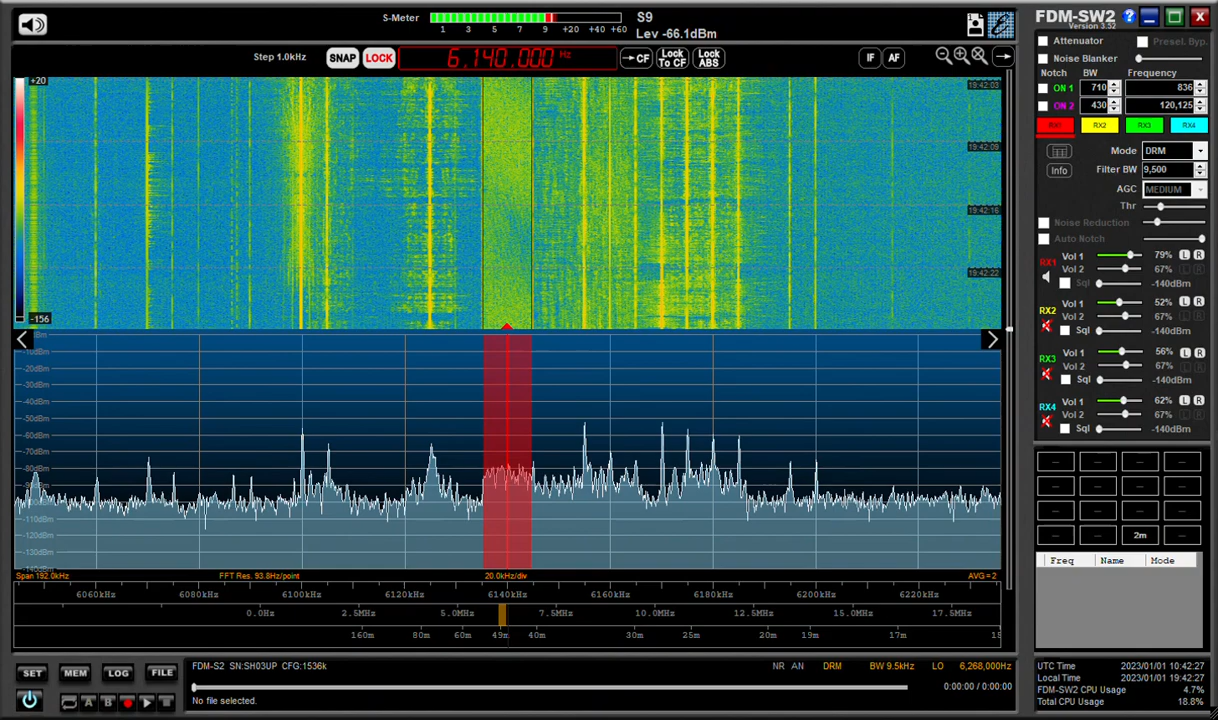 S-Meter
1 3 5 7 9 +20 +40 +60
S9
Lev -66.1dBm
FDM-SW2
Version 3.52
Step 1.0kHz
SNAP
LOCK
6,140.000 Hz
→CF
Lock To CF
Lock ABS
IF
AF
Attenuator
Presel. Byp.
Noise Blanker
Notch BW Frequency
ON 1 710 836
ON 2 430 120,125
RX1 RX2 RX3 RX4
Mode DRM
Info
Filter BW 9,500
AGC MEDIUM
Thr
Noise Reduction
Auto Notch
RX1 Vol 1 79% L R
Vol 2 67% L R
Sql -140dBm
RX2 Vol 1 52% L R
Vol 2 67% L R
Sql -140dBm
RX3 Vol 1 56% L R
Vol 2 67% L R
Sql -140dBm
RX4 Vol 1 62% L R
Vol 2 67% L R
Sql -140dBm
+20
-156
19:42:03
19:42:09
19:42:16
19:42:22
-10dBm
-20dBm
-30dBm
-40dBm
-50dBm
-60dBm
-70dBm
-80dBm
-90dBm
-110dBm
-120dBm
-130dBm
Span 192.0kHz
FFT Res. 93.8Hz/point
20.0kHz/div
AVG=2
6060kHz 6080kHz 6100kHz 6120kHz 6140kHz 6160kHz 6180kHz 6200kHz 6220kHz
0.0Hz 2.5MHz 5.0MHz 7.5MHz 10.0MHz 12.5MHz 15.0MHz 17.5MHz
160m 80m 60m 49m 40m 30m 25m 20m 19m 17m 15
2m
Freq Name Mode
SET
MEM
LOG
FILE
A
B
FDM-S2 SN:SH03UP CFG:1536k
NR AN DRM BW 9.5kHz LO 6,268,000Hz
0:00:00 / 0:00:00
No file selected.
UTC Time 2023/01/01 10:42:27
Local Time 2023/01/01 19:42:27
FDM-SW2 CPU Usage 4.7%
Total CPU Usage 18.8%